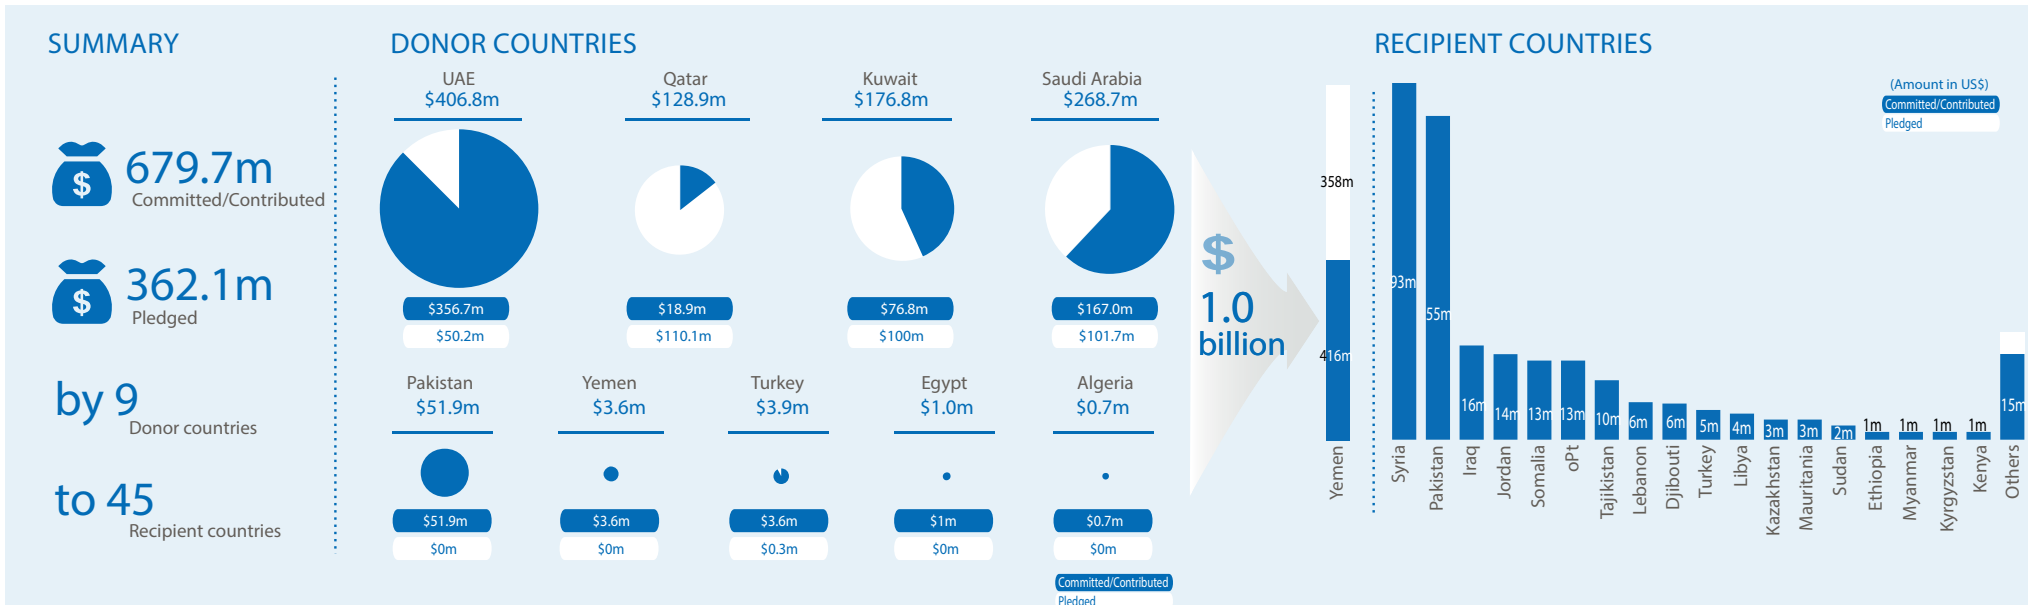 SUMMARY
$
679.7m
Committed/Contributed
$
362.1m
Pledged
by 9
Donor countries
to 45
Recipient countries
DONOR COUNTRIES
UAE
$406.8m
$356.7m
$50.2m
Qatar
$128.9m
$18.9m
$110.1m
Kuwait
$176.8m
$76.8m
$100m
Saudi Arabia
$268.7m
$167.0m
$101.7m
Pakistan
$51.9m
$51.9m
$0m
Yemen
$3.6m
$3.6m
$0m
Turkey
$3.9m
$3.6m
$0.3m
Egypt
$1.0m
$1m
$0m
Algeria
$0.7m
$0.7m
$0m
Committed/Contributed
Pledged
$
1.0
billion
RECIPIENT COUNTRIES
(Amount in US$)
Committed/Contributed
Pledged
358m
416m
Yemen
93m
Syria
55m
Pakistan
16m
Iraq
14m
Jordan
13m
Somalia
13m
oPt
10m
Tajikistan
6m
Lebanon
6m
Djibouti
5m
Turkey
4m
Libya
3m
Kazakhstan
3m
Mauritania
2m
Sudan
1m
Ethiopia
1m
Myanmar
1m
Kyrgyzstan
1m
Kenya
15m
Others